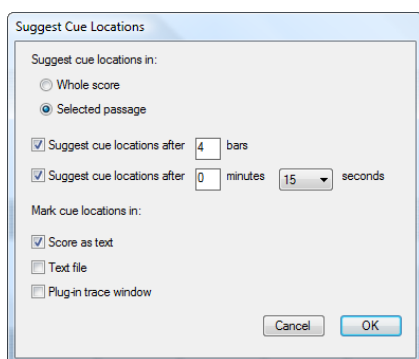 Suggest Cue Locations
Suggest cue locations in:
Whole score
Selected passage
Suggest cue locations after 4 bars
Suggest cue locations after 0 minutes 15 seconds
Mark cue locations in:
Score as text
Text file
Plug-in trace window
Cancel OK